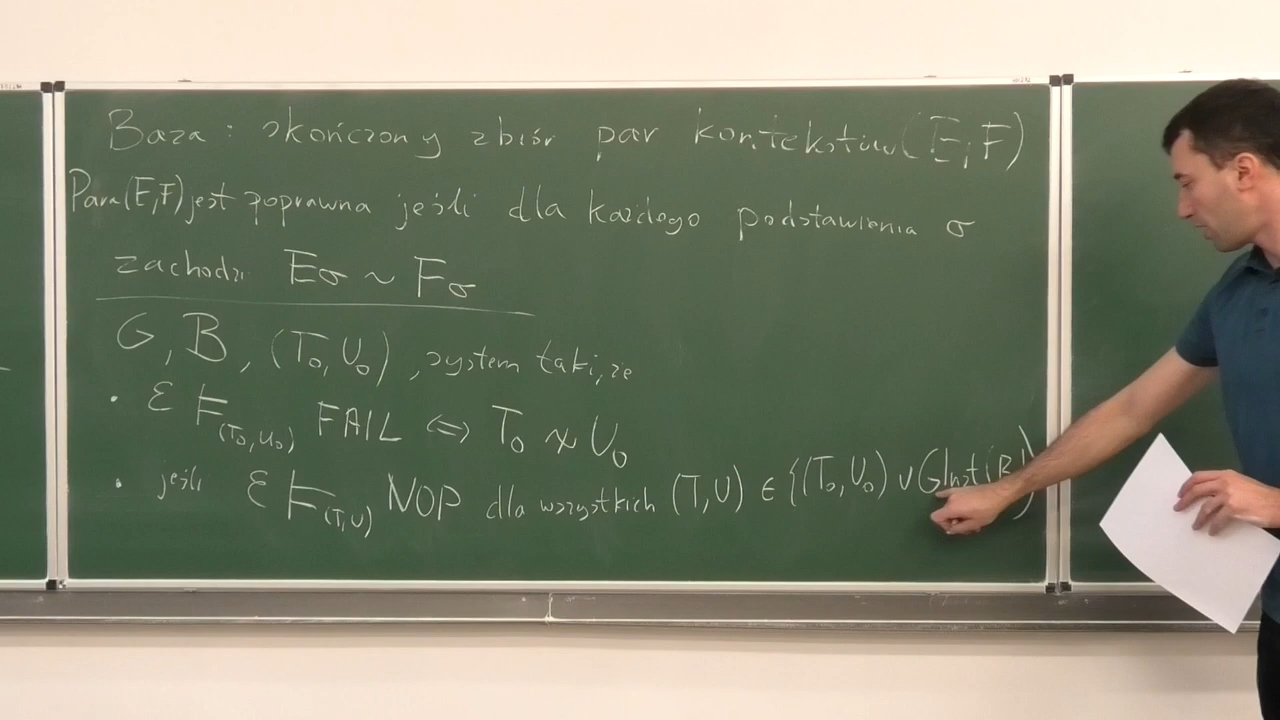 Baza : skończony zbiór par kontekstów (E,F)
Para (E,F) jest poprawna jeśli dla każdego podstawienia σ
zachodzi Eσ ~ Fσ
G, B, (T₀,U₀), system taki, że
• ε ⊨(T₀,U₀) FAIL ⇔ T₀ ≁ U₀
• jeśli ε ⊨(T,U) NOP dla wszystkich (T,U) ∈ {(T₀,U₀) ∪ GInst(B)